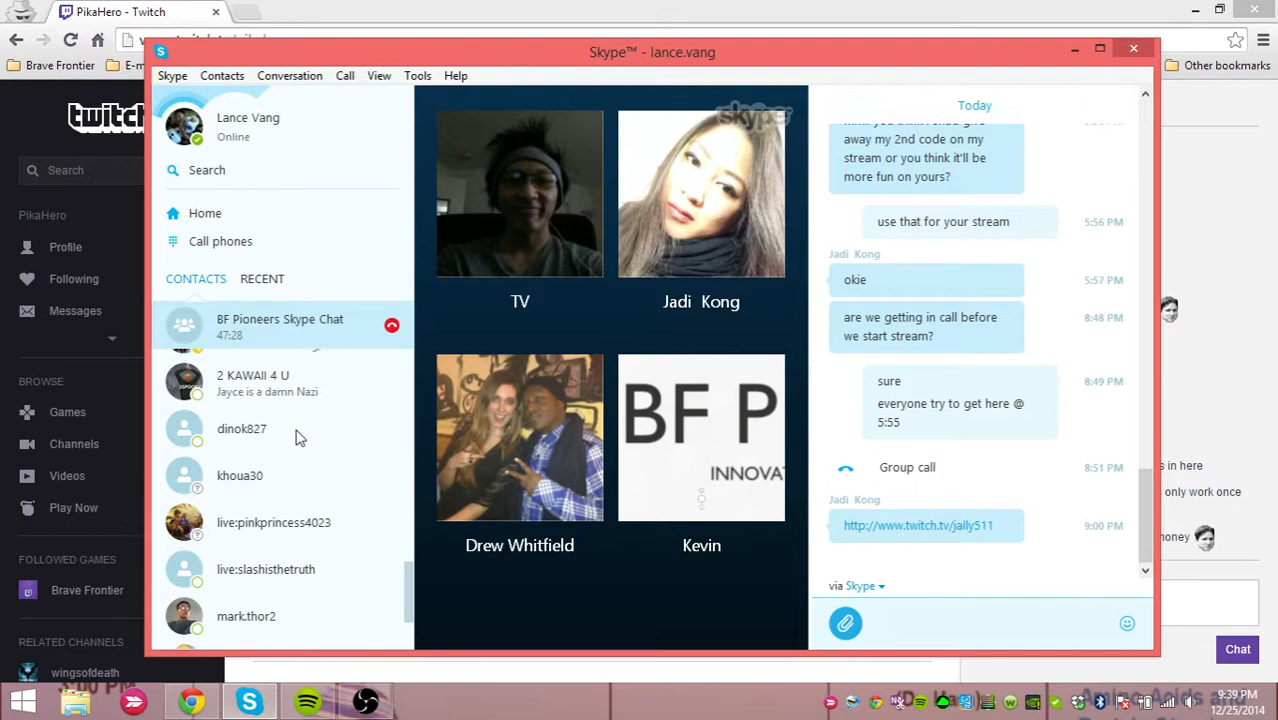 PikaHero - Twitch
Brave Frontier
E-m
Other bookmarks
Skype™ - lance.vang
Skype Contacts Conversation Call View Tools Help
twitch
Search
PikaHero
Profile
Following
Messages
BROWSE
Games
Channels
Videos
Play Now
FOLLOWED GAMES
Brave Frontier
RELATED CHANNELS
wingsofdeath
Lance Vang
Online
Search
Home
Call phones
CONTACTS RECENT
BF Pioneers Skype Chat
47:28
2 KAWAII 4 U
Jayce is a damn Nazi
dinok827
khoua30
live:pinkprincess4023
live:slashisthetruth
mark.thor2
skype
TV
Jadi Kong
Drew Whitfield
BF P
INNOVA
Kevin
Today
away my 2nd code on my
stream or you think it'll be
more fun on yours?
use that for your stream 5:56 PM
Jadi Kong
okie 5:57 PM
are we getting in call before 8:48 PM
we start stream?
sure 8:49 PM
everyone try to get here @
5:55
Group call 8:51 PM
Jadi Kong
http://www.twitch.tv/jally511 9:00 PM
via Skype
s in here
only work once
money
Chat
Amino Acids and
9:39 PM
12/25/2014